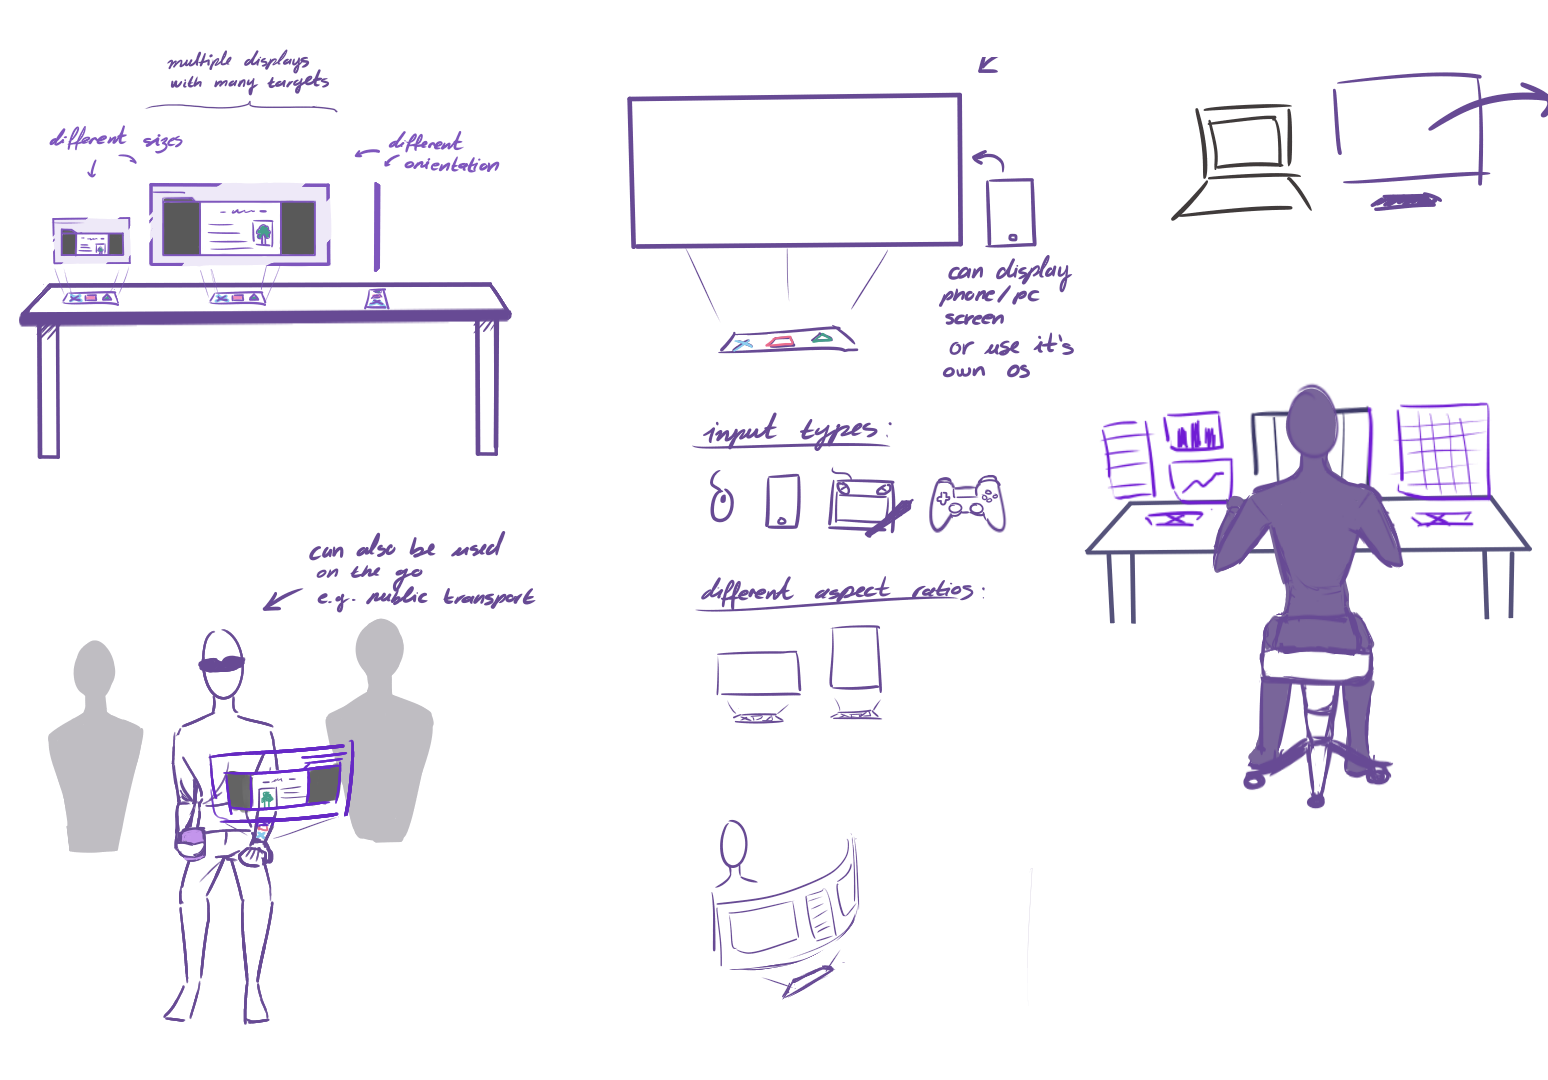 multiple displays
with many targets
different sizes
different
orientation
can display
phone/pc
screen
or use it's
own os
input types:
different aspect ratios:
can also be used
on the go
e.g. public transport